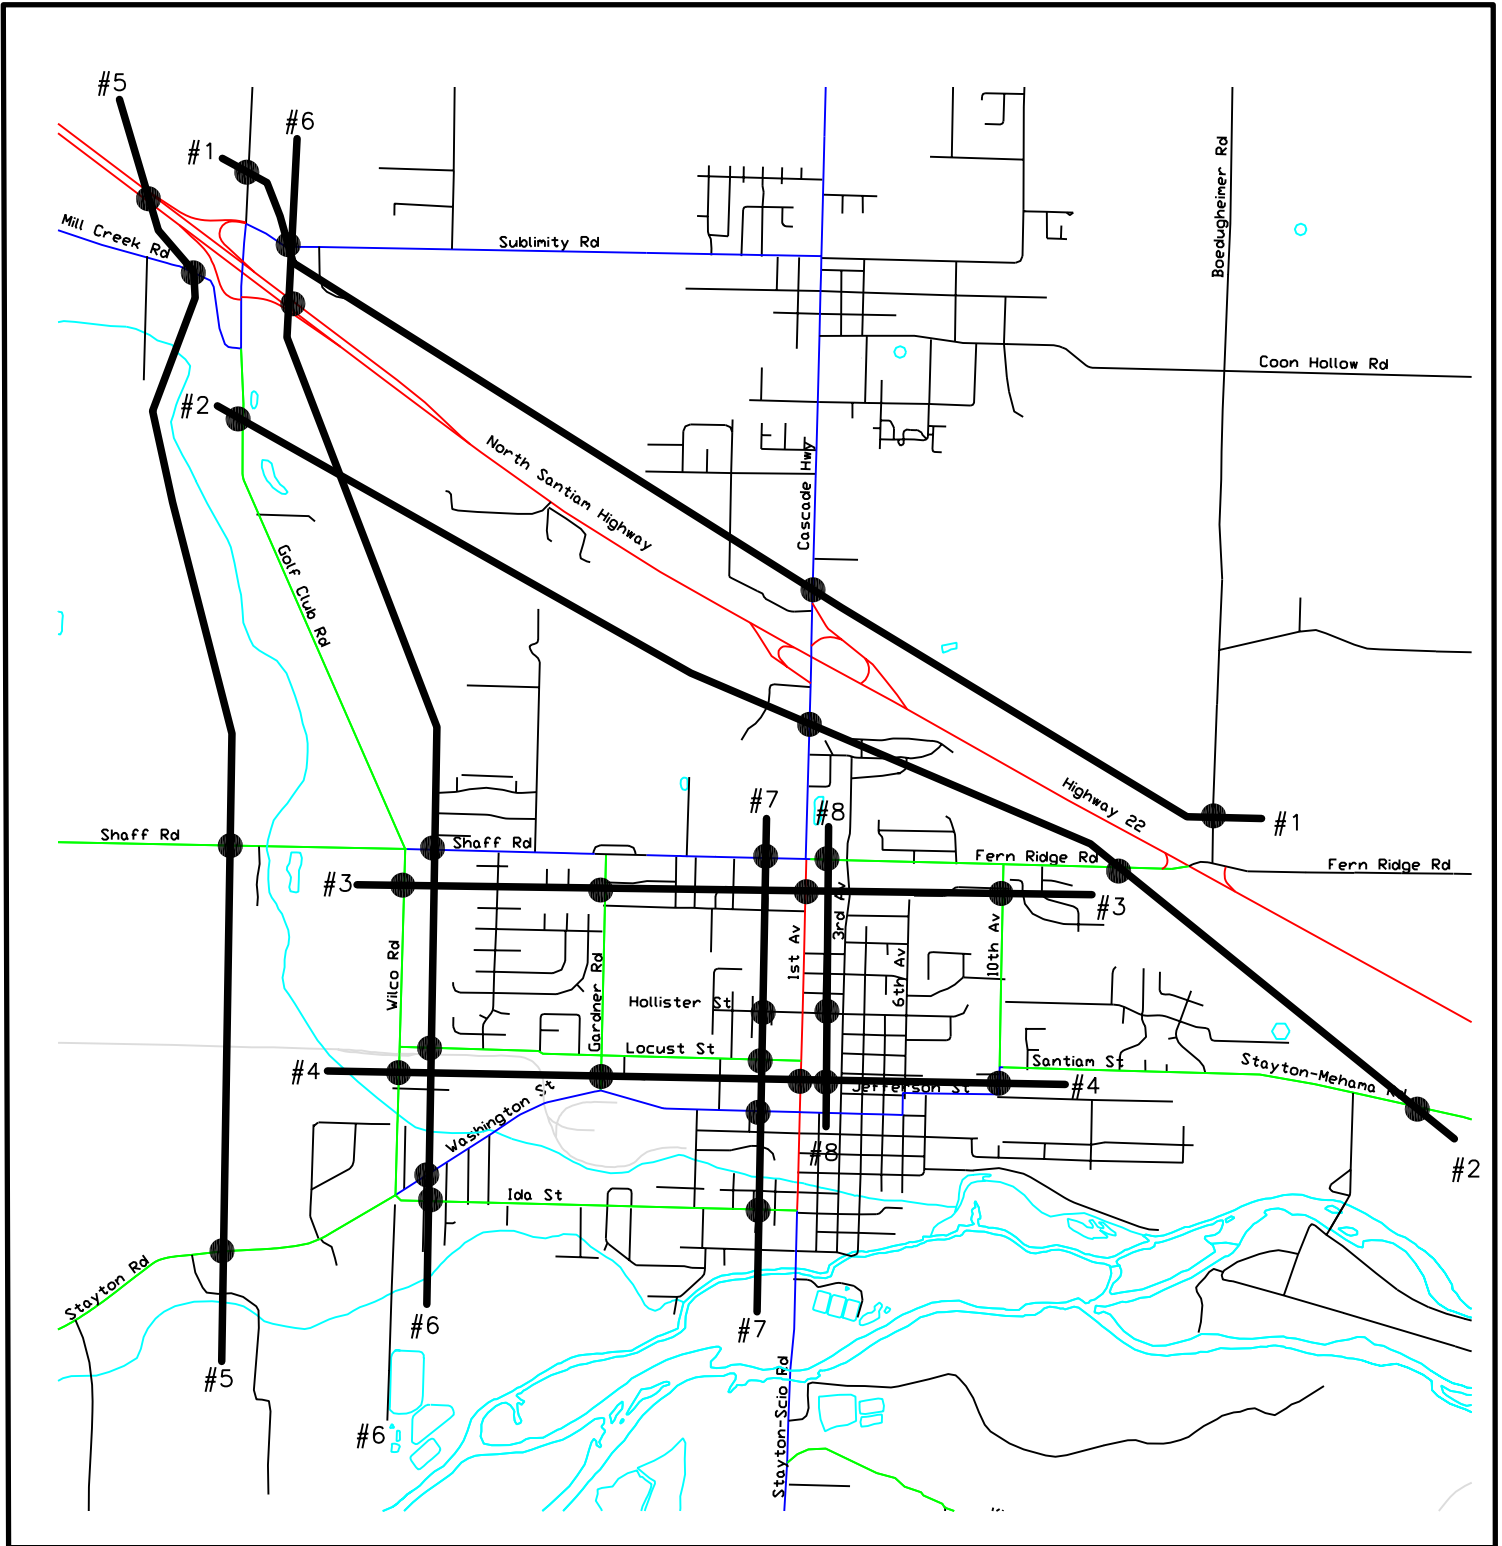 #5
#6
#1
Boedugheimer Rd
Mill Creek Rd
Sublimity Rd
Coon Hollow Rd
#2
North Santiam Highway
Cascade Hwy
Golf Club Rd
#7
#8
Highway 22
#1
Shaff Rd
Shaff Rd
Fern Ridge Rd
Fern Ridge Rd
#3
#3
3rd Av
1st Av
10th Av
6th Av
Wilco Rd
Gardner Rd
Hollister St
Locust St
Santiam St
Stayton-Mehama Rd
#4
Jefferson St
#4
Washington St
#8
#2
Ida St
Stayton Rd
#6
#7
#5
Stayton-Scio Rd
#6